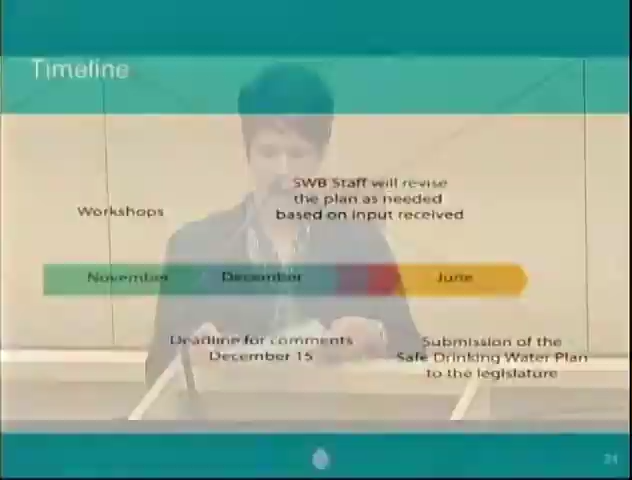 Timeline
SWB Staff will revise
the plan as needed
based on input received
Workshops
November
December
June
Deadline for comments
December 15
Submission of the
Safe Drinking Water Plan
to the legislature